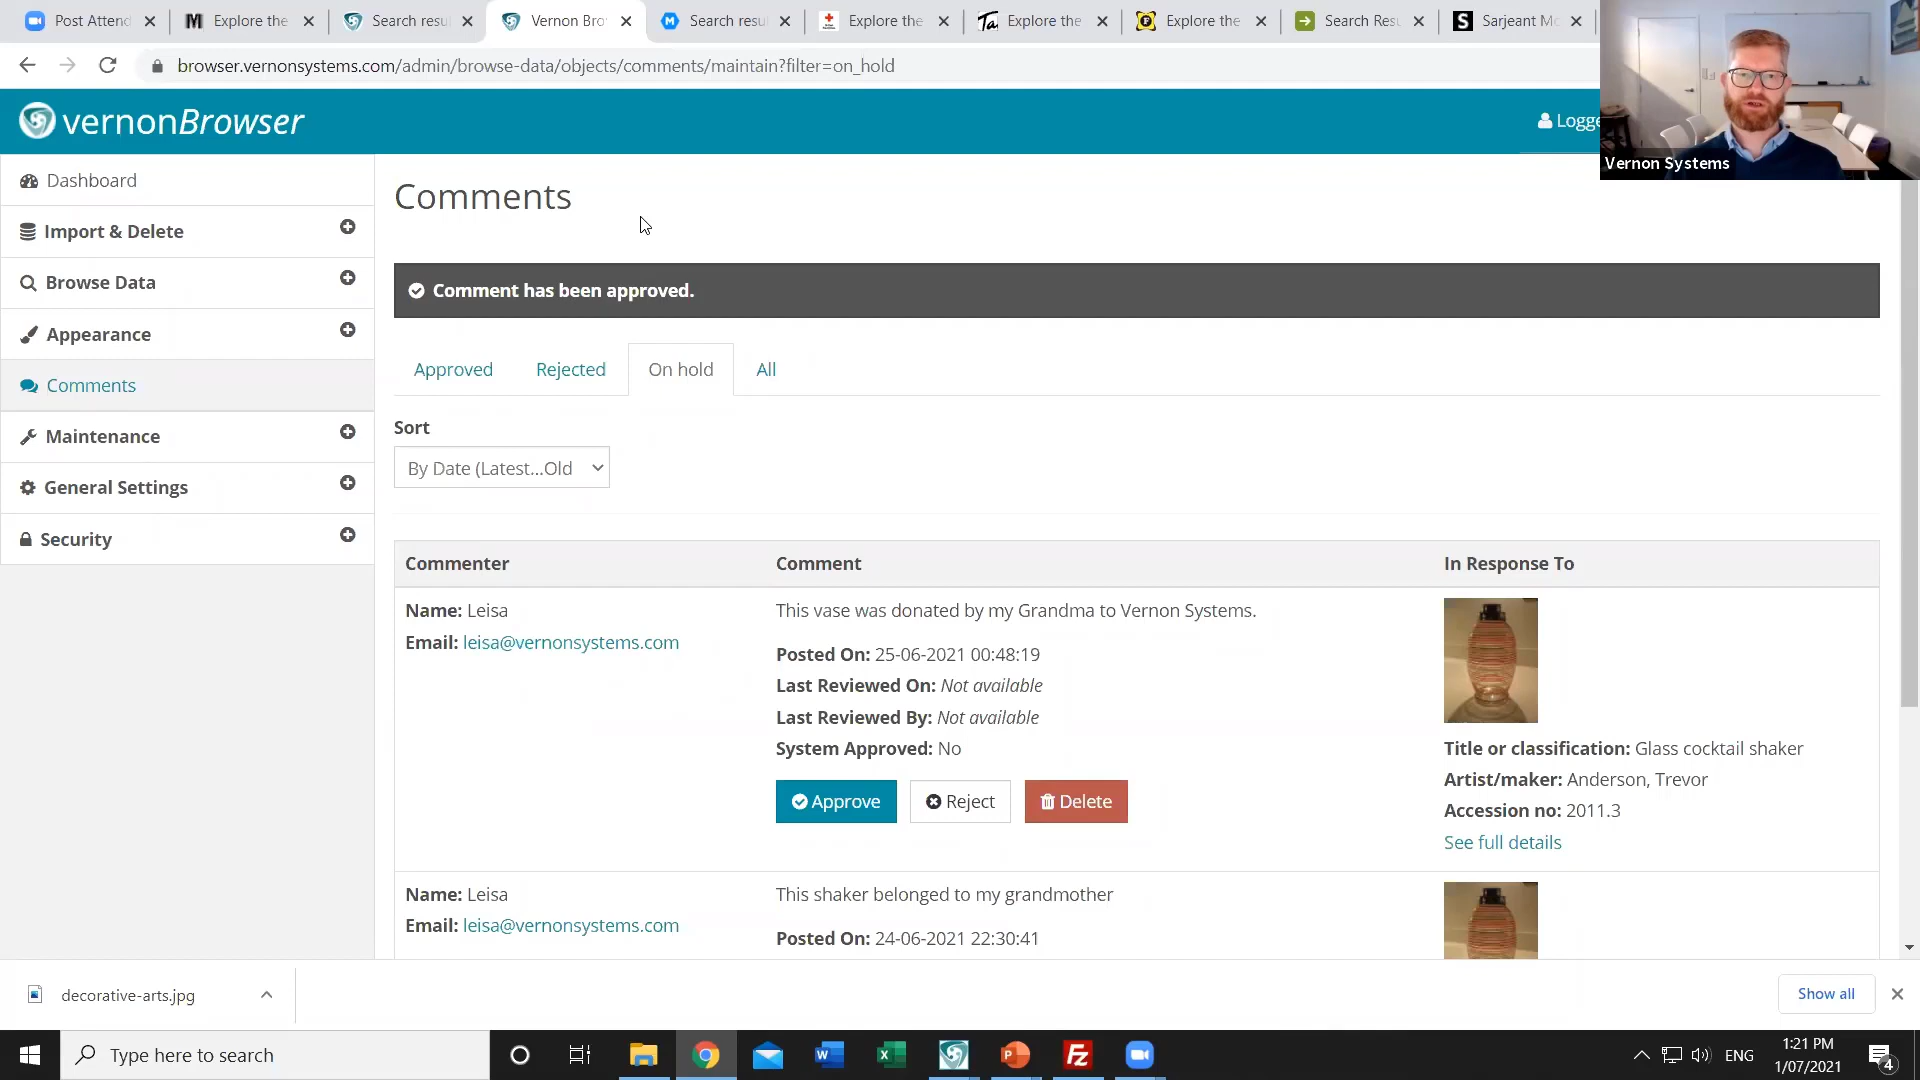 Post Attend
Explore the
Search resu
Vernon Bro
Search resu
Explore the
Explore the
Explore the
Search Res
Sarjeant Mc
browser.vernonsystems.com/admin/browse-data/objects/comments/maintain?filter=on_hold
vernonBrowser
Logge
Vernon Systems
Dashboard
Import & Delete
Browse Data
Appearance
Comments
Maintenance
General Settings
Security
Comments
Comment has been approved.
Approved Rejected On hold All
Sort
By Date (Latest...Old
Commenter Comment In Response To
Name: Leisa
Email: leisa@vernonsystems.com
This vase was donated by my Grandma to Vernon Systems.
Posted On: 25-06-2021 00:48:19
Last Reviewed On: Not available
Last Reviewed By: Not available
System Approved: No
Approve Reject Delete
Title or classification: Glass cocktail shaker
Artist/maker: Anderson, Trevor
Accession no: 2011.3
See full details
Name: Leisa
Email: leisa@vernonsystems.com
This shaker belonged to my grandmother
Posted On: 24-06-2021 22:30:41
decorative-arts.jpg
Show all
Type here to search
ENG
1:21 PM
1/07/2021
4